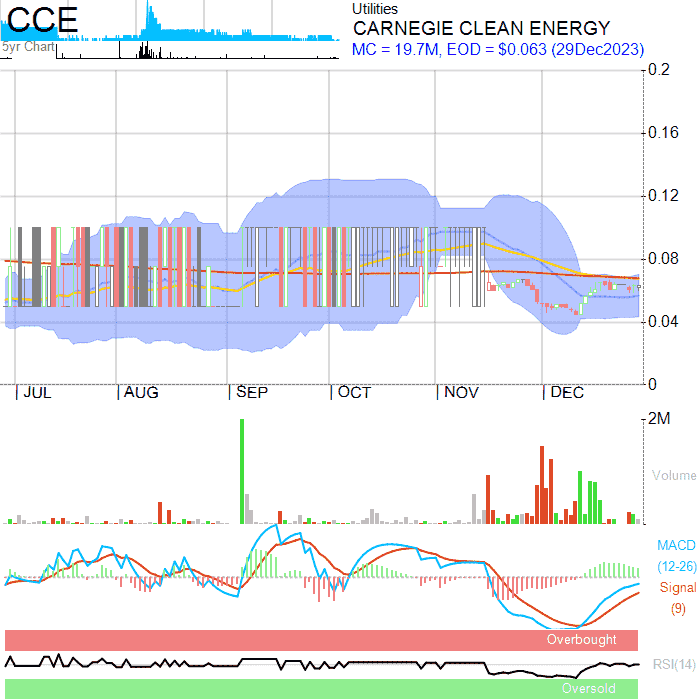 CCE
5yr Chart
Utilities
CARNEGIE CLEAN ENERGY
MC = 19.7M, EOD = $0.063 (29Dec2023)
0.2
0.16
0.12
0.08
0.04
0
JUL AUG SEP OCT NOV DEC
2M
Volume
MACD
(12-26)
Signal
(9)
Overbought
RSI(14)
Oversold